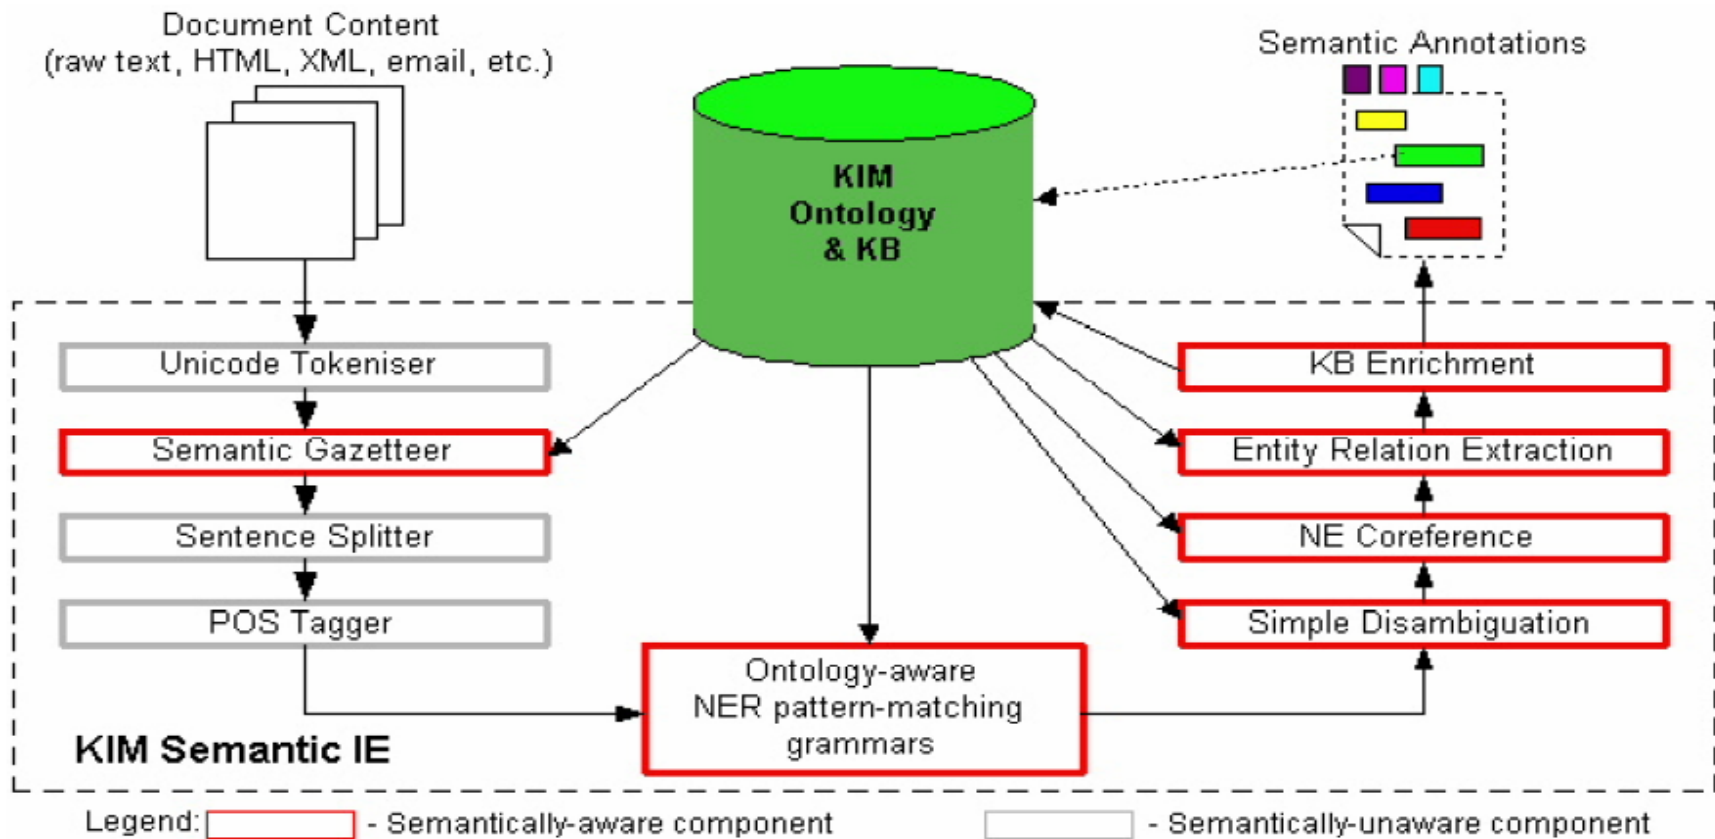 Document Content
(raw text, HTML, XML, email, etc.)
Semantic Annotations
KIM
Ontology
& KB
Unicode Tokeniser
Semantic Gazetteer
Sentence Splitter
POS Tagger
Ontology-aware
NER pattern-matching
grammars
KB Enrichment
Entity Relation Extraction
NE Coreference
Simple Disambiguation
KIM Semantic IE
Legend: - Semantically-aware component - Semantically-unaware component